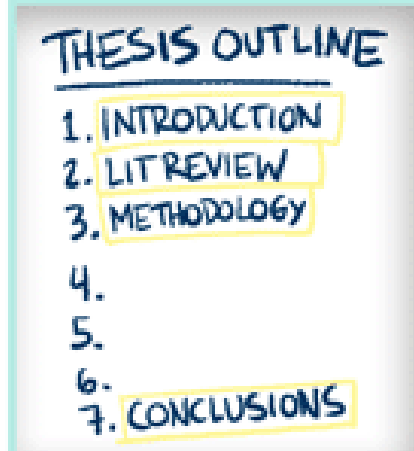 THESIS OUTLINE
1. INTRODUCTION
2. LIT REVIEW
3. METHODOLOGY
4.
5.
6.
7. CONCLUSIONS